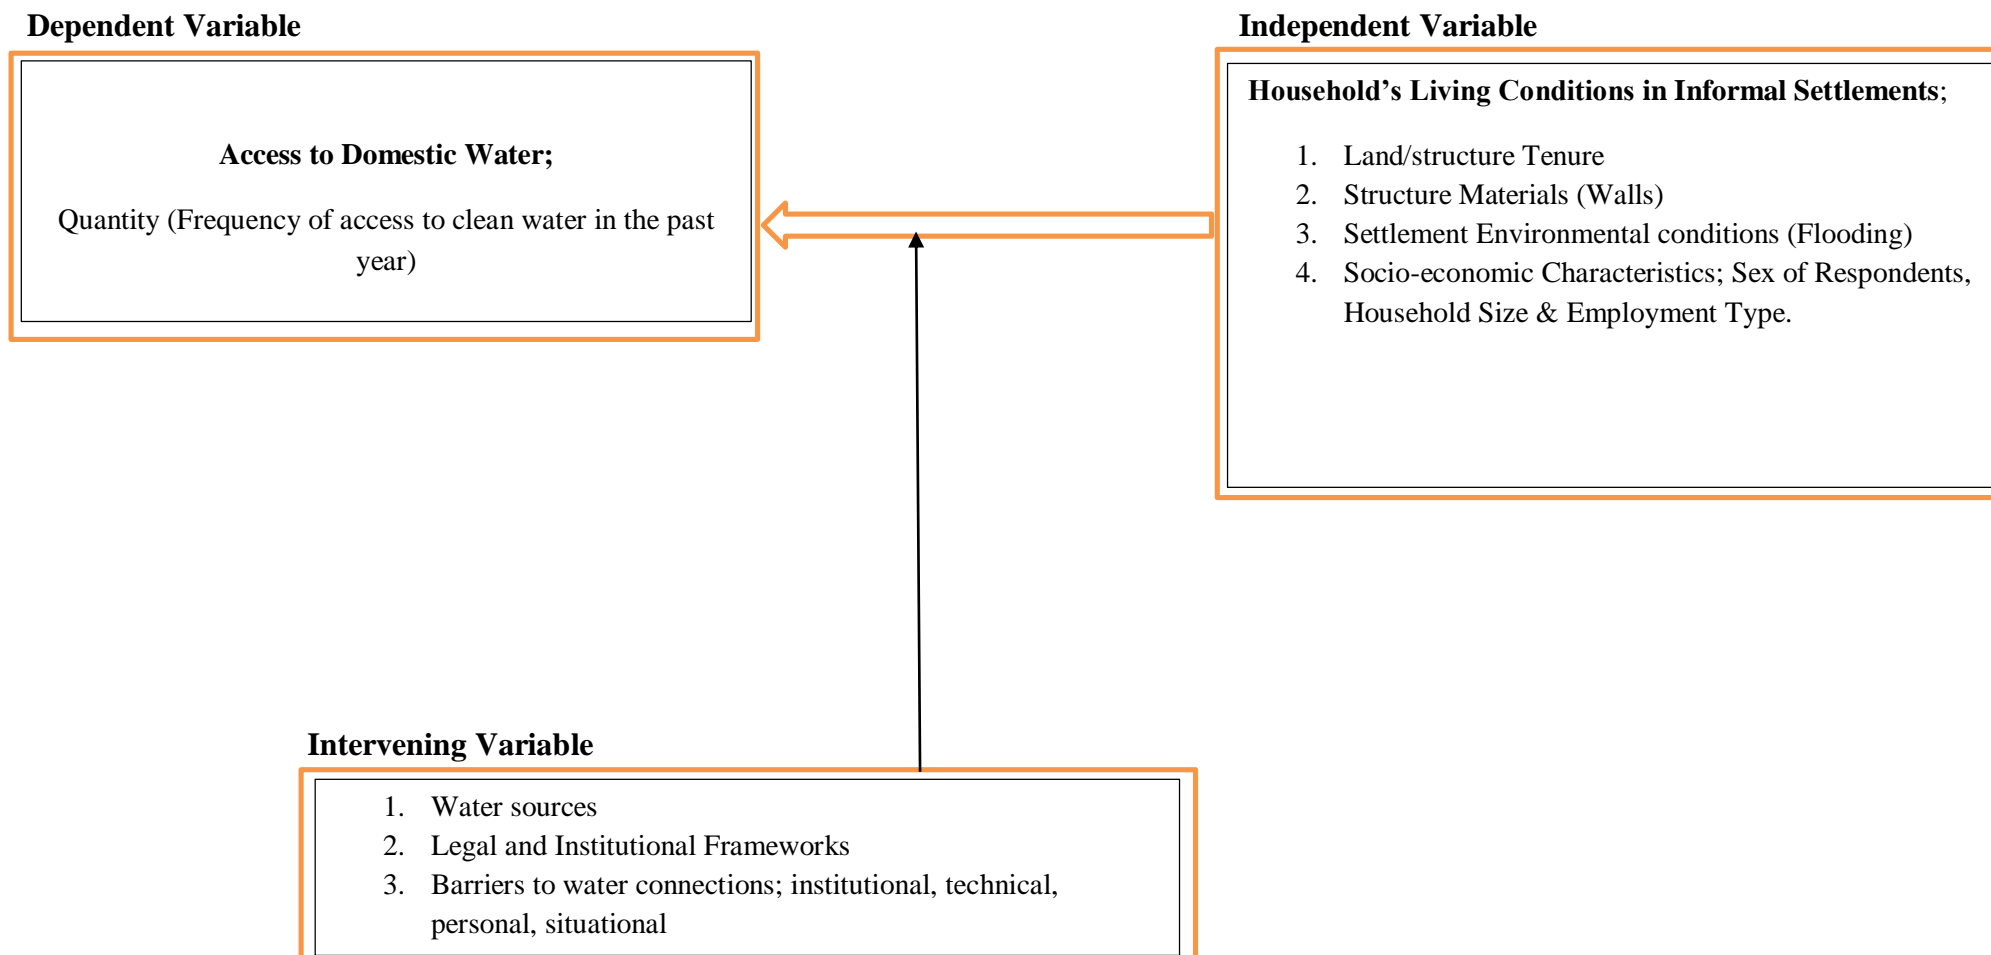 Dependent Variable
Access to Domestic Water;
Quantity (Frequency of access to clean water in the past
year)
Independent Variable
Household’s Living Conditions in Informal Settlements;
1. Land/structure Tenure
2. Structure Materials (Walls)
3. Settlement Environmental conditions (Flooding)
4. Socio-economic Characteristics; Sex of Respondents,
Household Size & Employment Type.
Intervening Variable
1. Water sources
2. Legal and Institutional Frameworks
3. Barriers to water connections; institutional, technical,
personal, situational